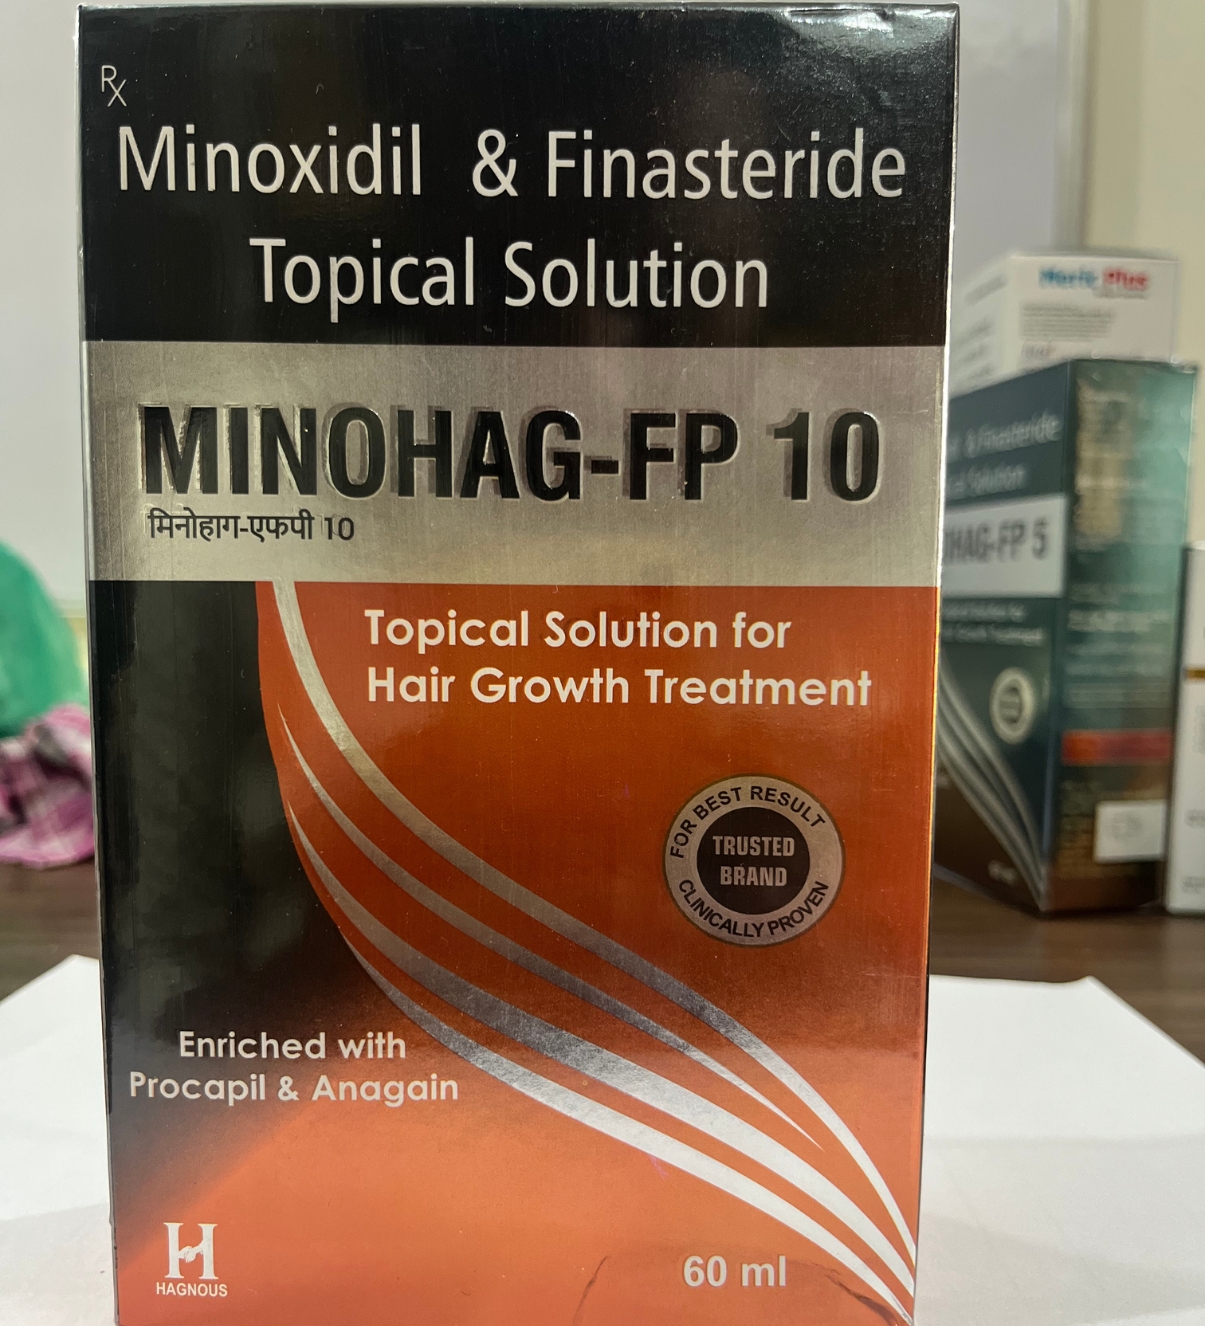 Rx
Minoxidil & Finasteride
Topical Solution
MINOHAG-FP 10
मिनोहाग-एफपी 10
Topical Solution for
Hair Growth Treatment
FOR BEST RESULT
TRUSTED
BRAND
CLINICALLY PROVEN
Enriched with
Procapil & Anagain
H
HAGNOUS
60 ml
Plus
& Finasteride
Solution
HAG-FP 5